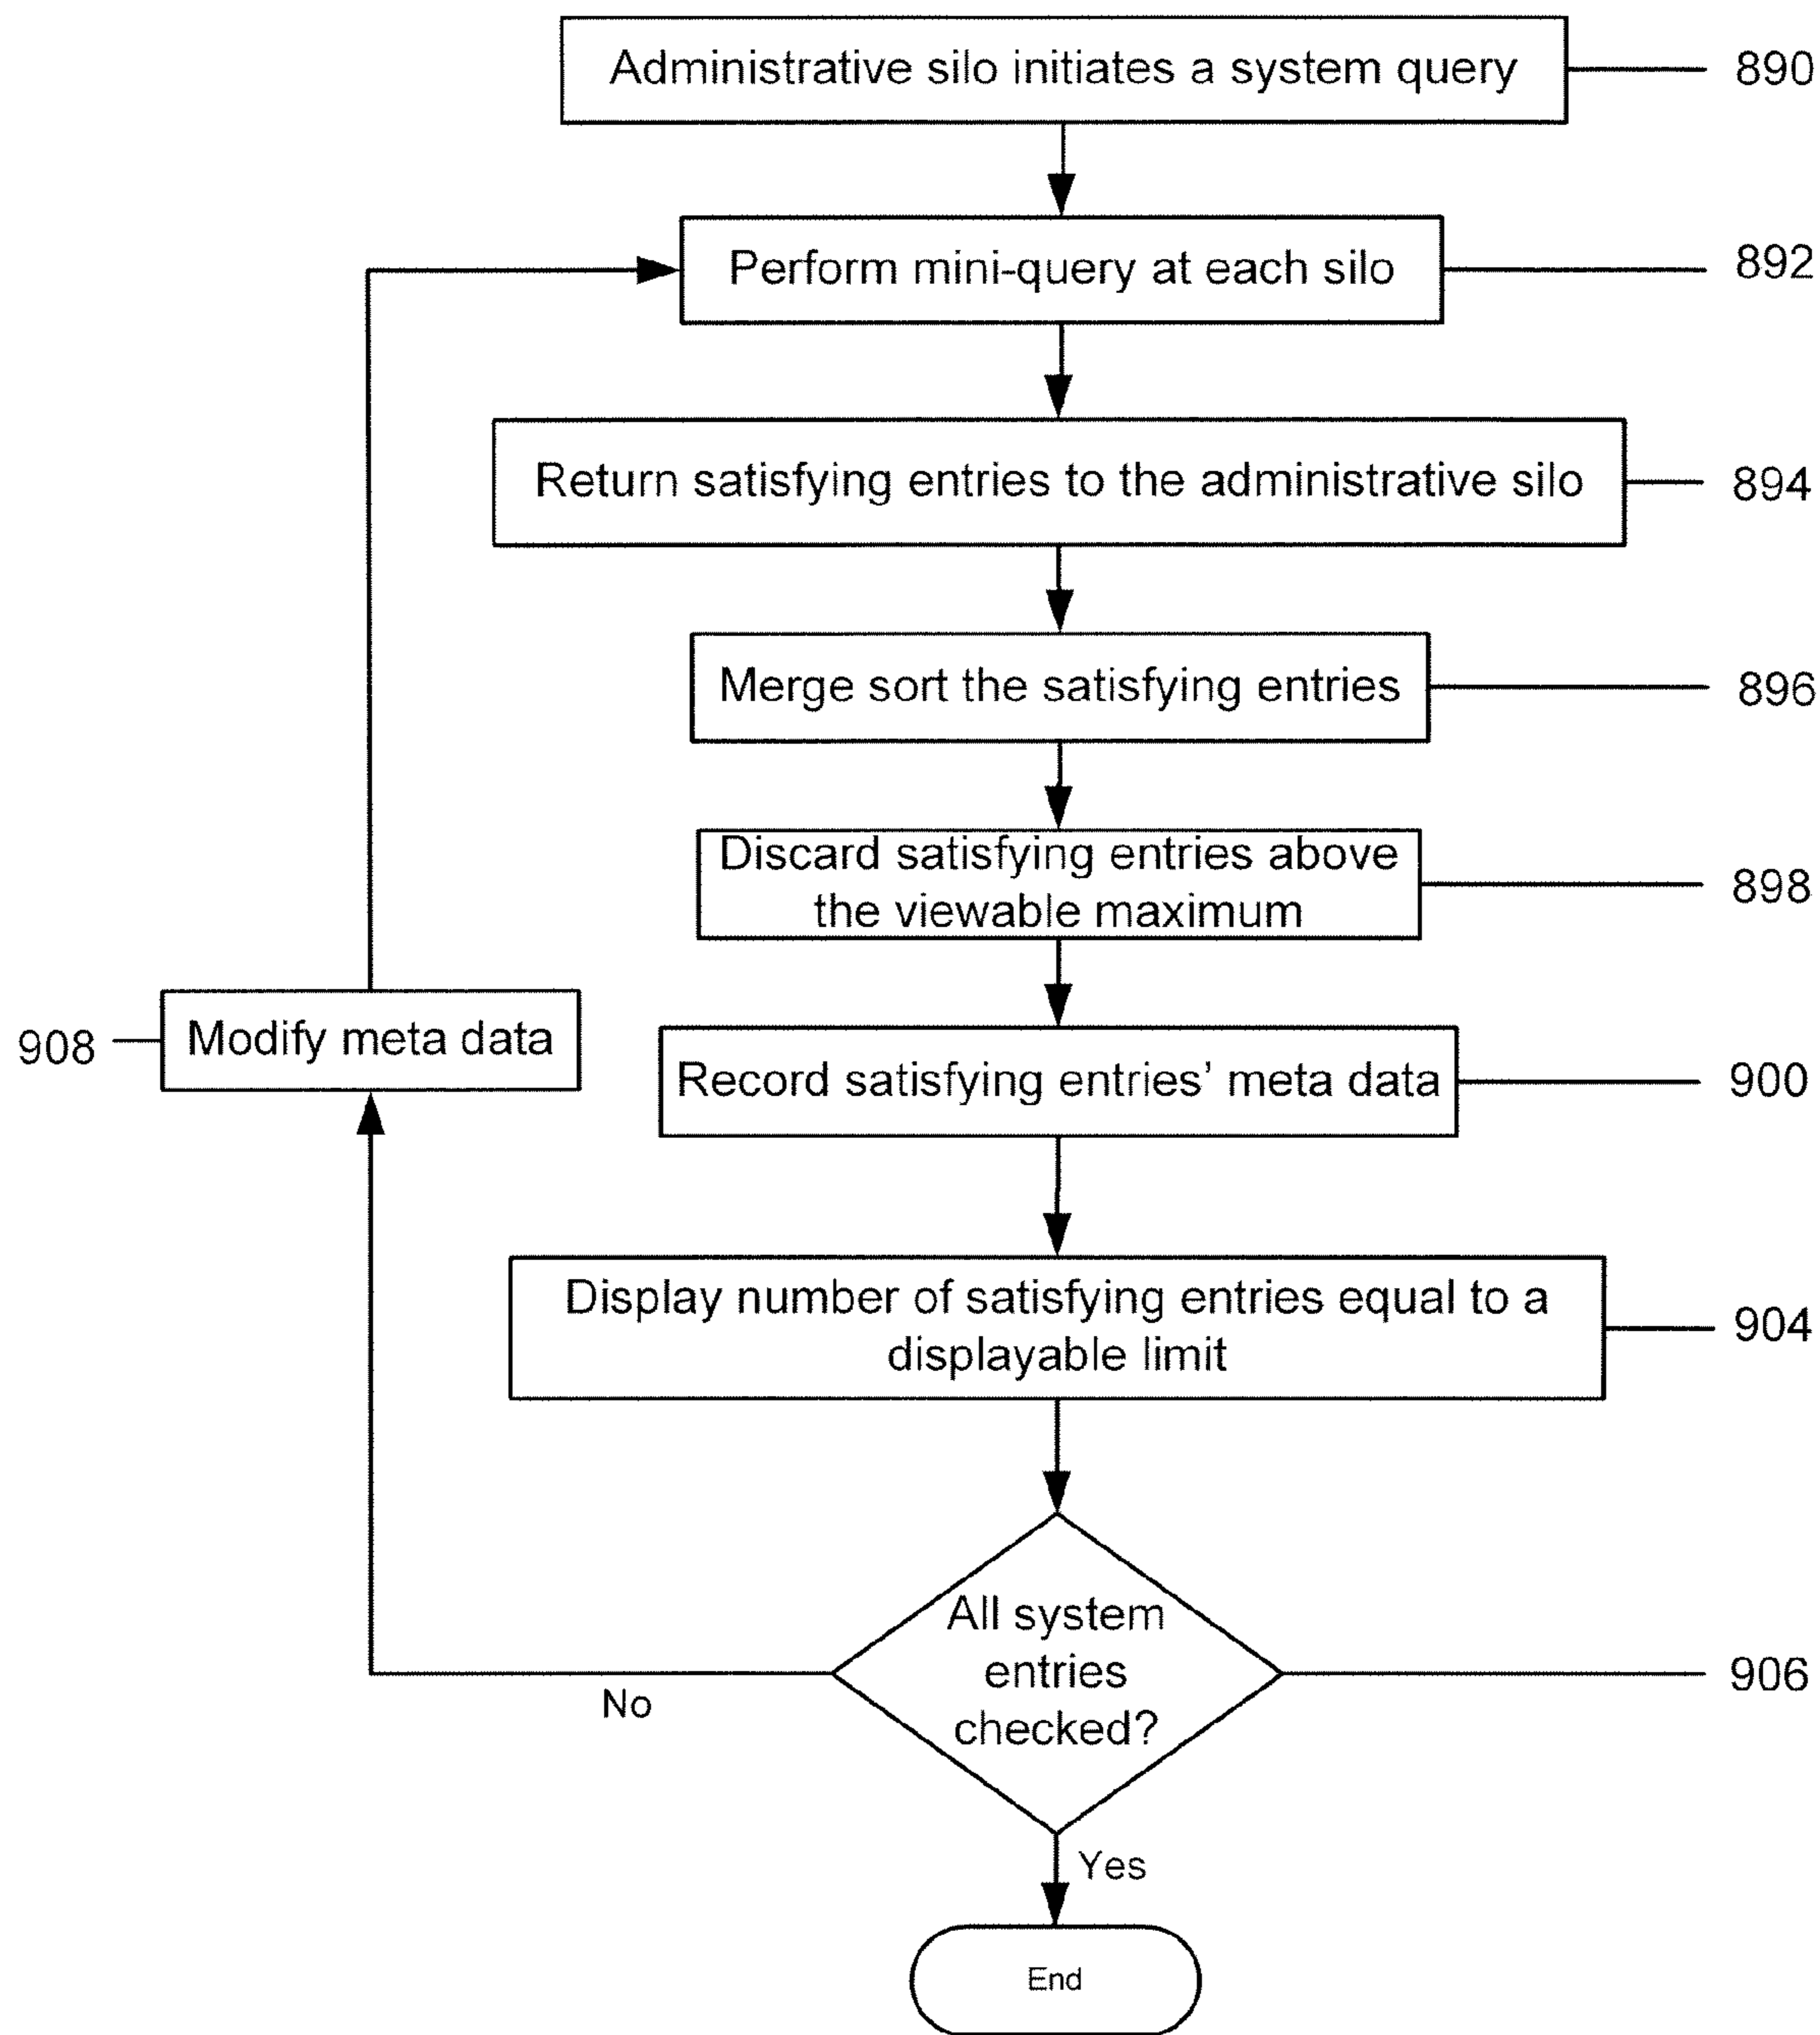 Administrative silo initiates a system query
890
Perform mini-query at each silo
892
Return satisfying entries to the administrative silo
894
Merge sort the satisfying entries
896
Discard satisfying entries above
the viewable maximum
898
908
Modify meta data
Record satisfying entries’ meta data
900
Display number of satisfying entries equal to a
displayable limit
904
All system
entries
checked?
906
No
Yes
End